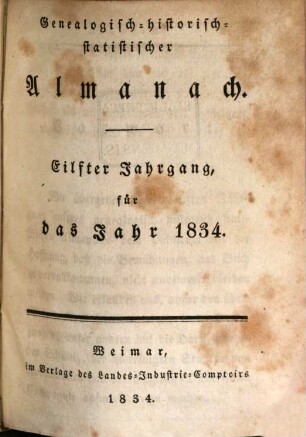 Genealogisch-historisch-
statistischer
Almanach.
Eilfter Jahrgang,
für
das Jahr 1834.
Weimar,
im Verlage des Landes-Industrie-Comptoirs
1834.